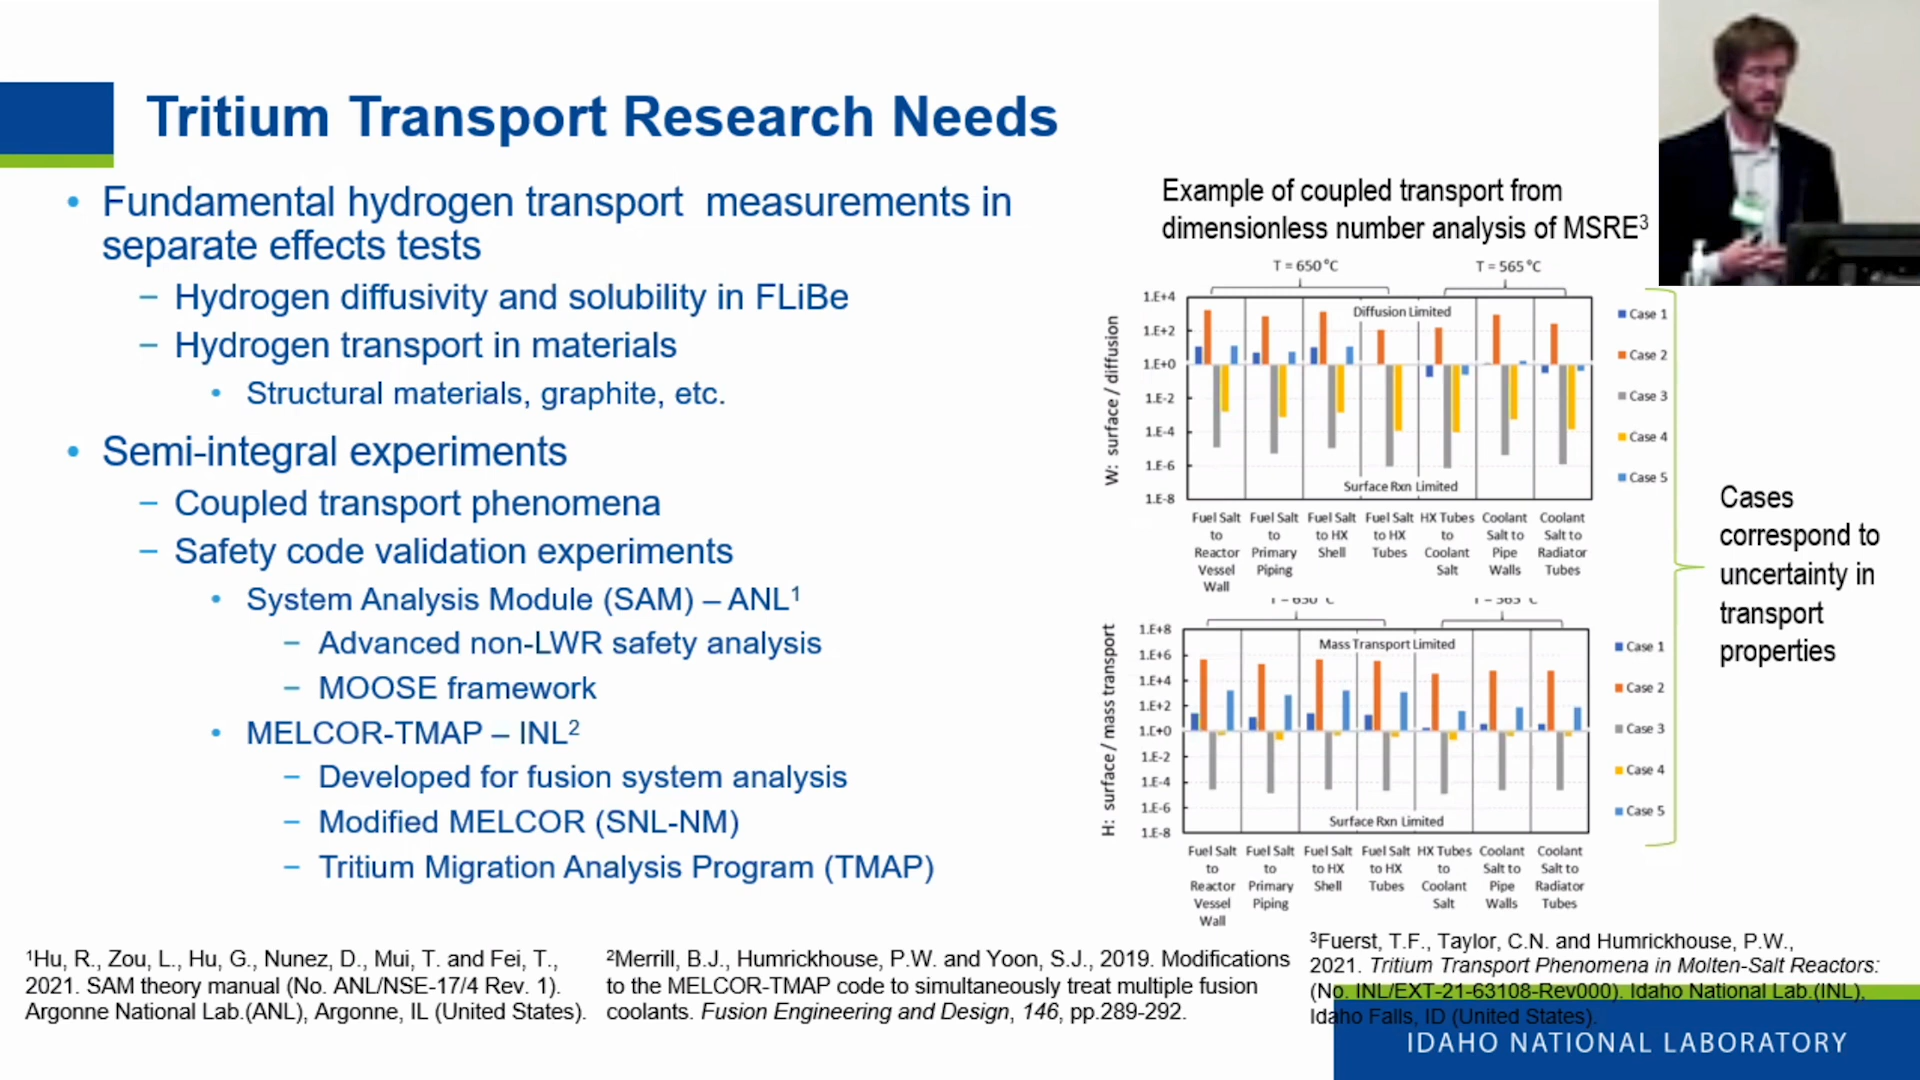 Tritium Transport Research Needs
• Fundamental hydrogen transport measurements in
separate effects tests
– Hydrogen diffusivity and solubility in FLiBe
– Hydrogen transport in materials
• Structural materials, graphite, etc.
• Semi-integral experiments
– Coupled transport phenomena
– Safety code validation experiments
• System Analysis Module (SAM) – ANL¹
– Advanced non-LWR safety analysis
– MOOSE framework
• MELCOR-TMAP – INL²
– Developed for fusion system analysis
– Modified MELCOR (SNL-NM)
– Tritium Migration Analysis Program (TMAP)
Example of coupled transport from
dimensionless number analysis of MSRE³
T = 650 °C T = 565 °C
W: surface / diffusion
1.E+4
1.E+2
1.E+0
1.E-2
1.E-4
1.E-6
1.E-8
Diffusion Limited
Surface Rxn Limited
Case 1
Case 2
Case 3
Case 4
Case 5
Fuel Salt Fuel Salt Fuel Salt Fuel Salt HX Tubes Coolant Coolant
to to to HX to HX to Salt to Salt to
Reactor Primary Shell Tubes Coolant Pipe Radiator
Vessel Piping Salt Walls Tubes
Wall
H: surface / mass transport
1.E+8
1.E+6
1.E+4
1.E+2
1.E+0
1.E-2
1.E-4
1.E-6
1.E-8
Mass Transport Limited
Surface Rxn Limited
Case 1
Case 2
Case 3
Case 4
Case 5
Fuel Salt Fuel Salt Fuel Salt Fuel Salt HX Tubes Coolant Coolant
to to to HX to HX to Salt to Salt to
Reactor Primary Shell Tubes Coolant Pipe Radiator
Vessel Piping Salt Walls Tubes
Wall
Cases
correspond to
uncertainty in
transport
properties
¹Hu, R., Zou, L., Hu, G., Nunez, D., Mui, T. and Fei, T.,
2021. SAM theory manual (No. ANL/NSE-17/4 Rev. 1).
Argonne National Lab.(ANL), Argonne, IL (United States).
²Merrill, B.J., Humrickhouse, P.W. and Yoon, S.J., 2019. Modifications
to the MELCOR-TMAP code to simultaneously treat multiple fusion
coolants. Fusion Engineering and Design, 146, pp.289-292.
³Fuerst, T.F., Taylor, C.N. and Humrickhouse, P.W.,
2021. Tritium Transport Phenomena in Molten-Salt Reactors:
(No. INL/EXT-21-63108-Rev000). Idaho National Lab.(INL),
Idaho Falls, ID (United States).
IDAHO NATIONAL LABORATORY